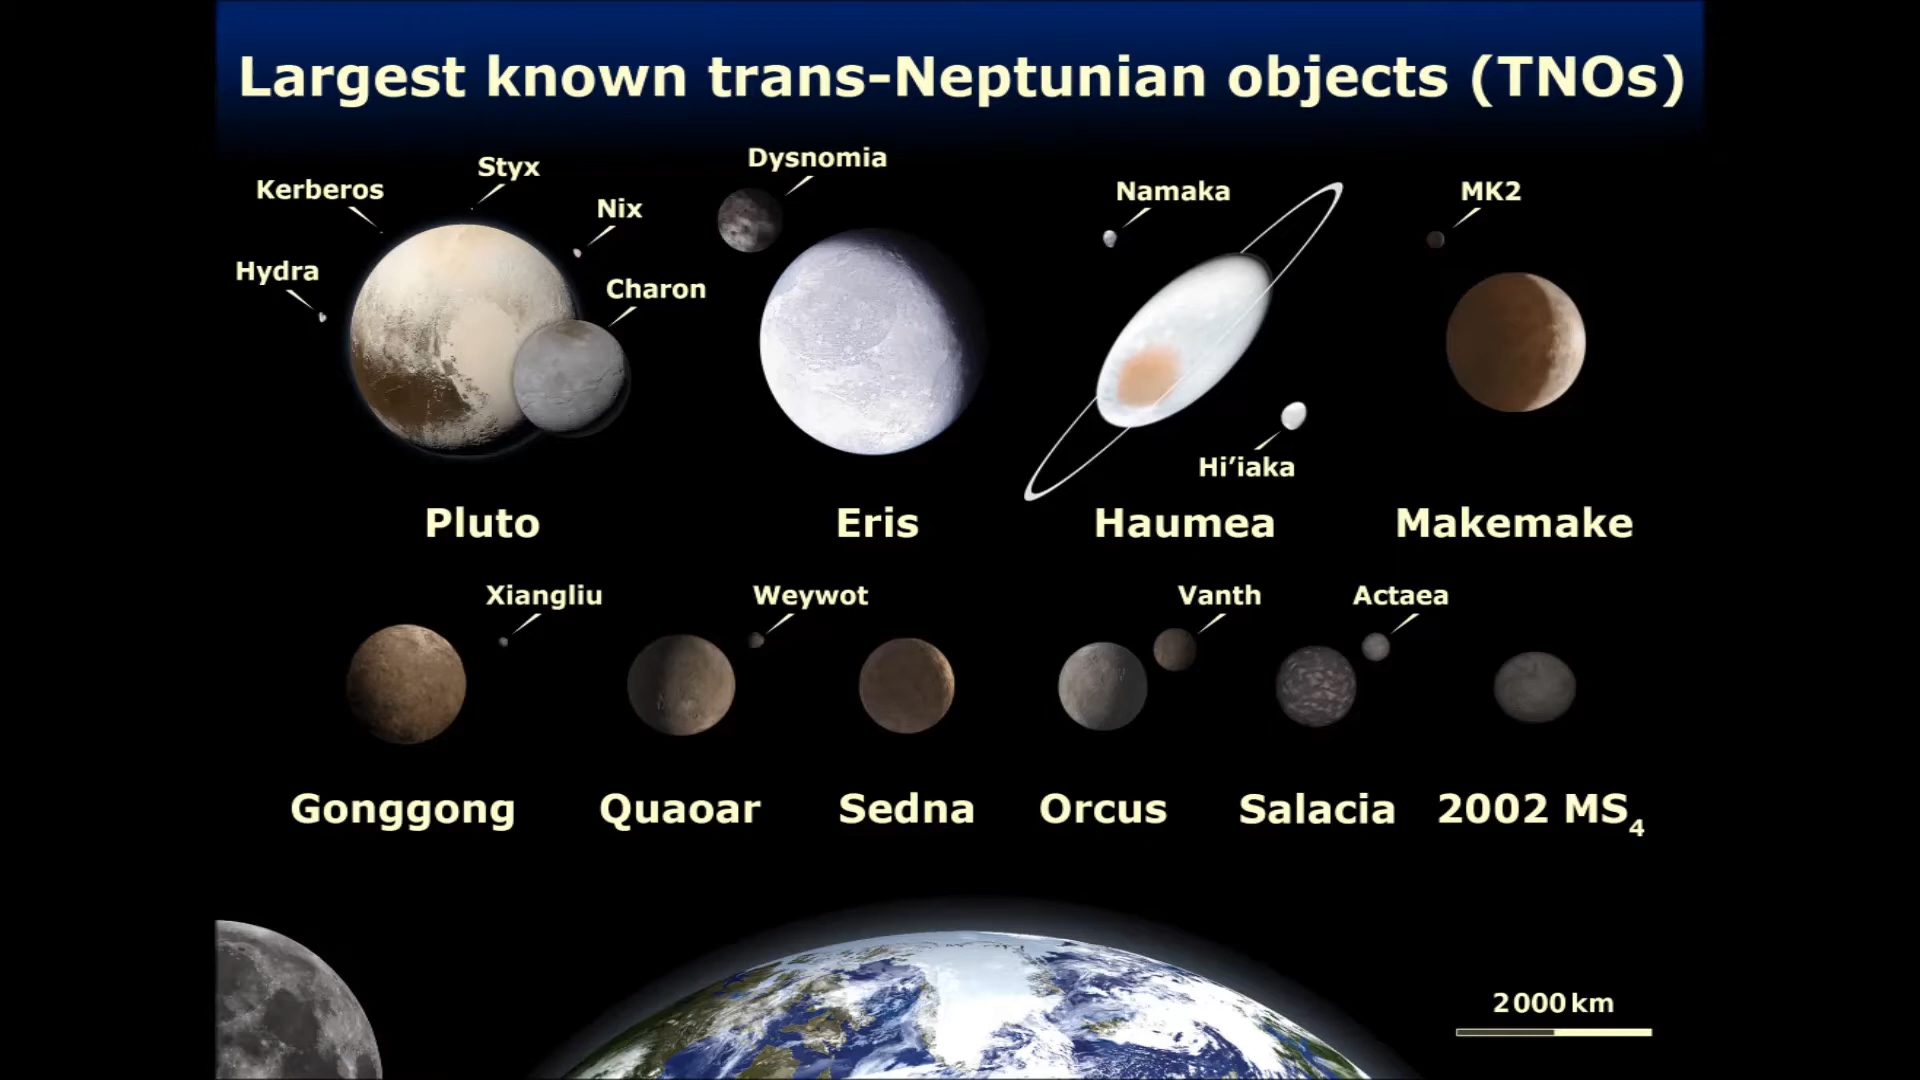 Largest known trans-Neptunian objects (TNOs)
Dysnomia
Styx
Kerberos
Nix
Namaka
MK2
Hydra
Charon
Hi’iaka
Pluto
Eris
Haumea
Makemake
Xiangliu
Weywot
Vanth
Actaea
Gonggong
Quaoar
Sedna
Orcus
Salacia
2002 MS₄
2000 km